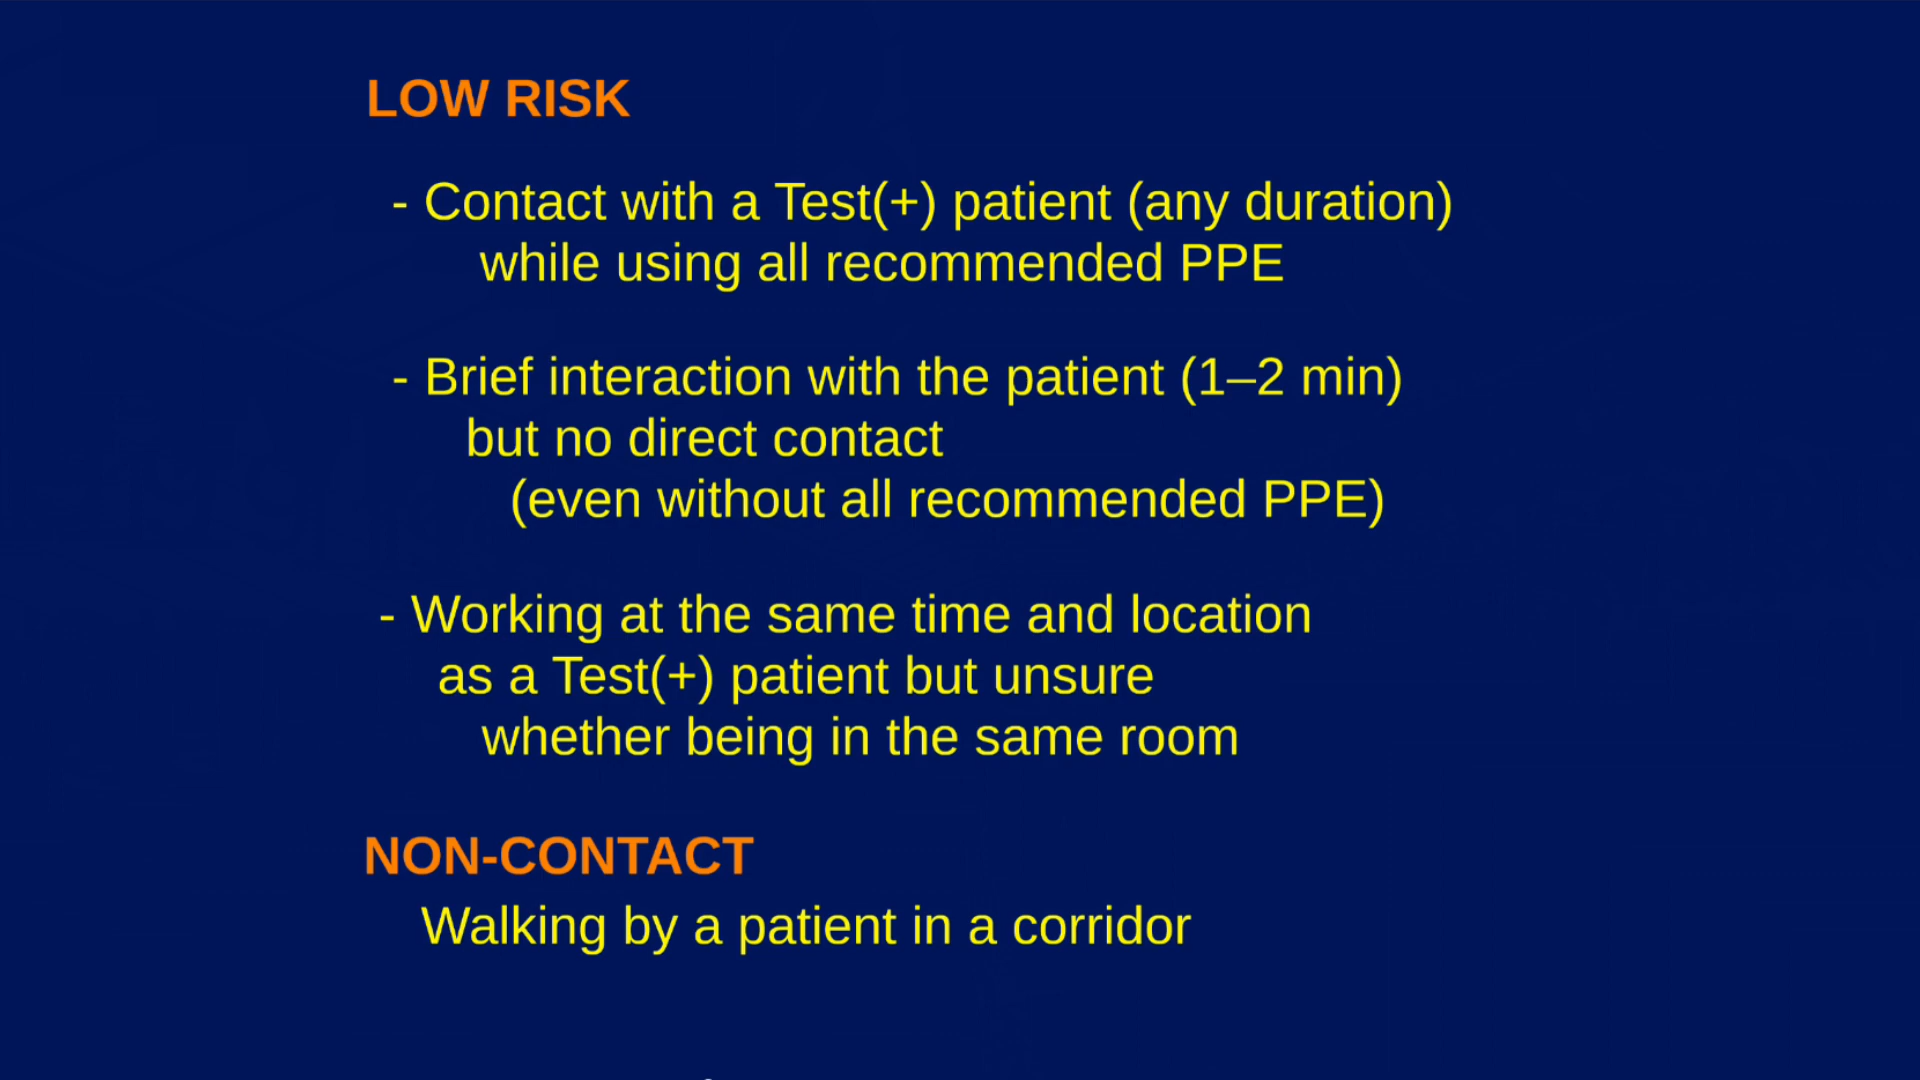 LOW RISK
- Contact with a Test(+) patient (any duration)
while using all recommended PPE
- Brief interaction with the patient (1–2 min)
but no direct contact
(even without all recommended PPE)
- Working at the same time and location
as a Test(+) patient but unsure
whether being in the same room
NON-CONTACT
Walking by a patient in a corridor